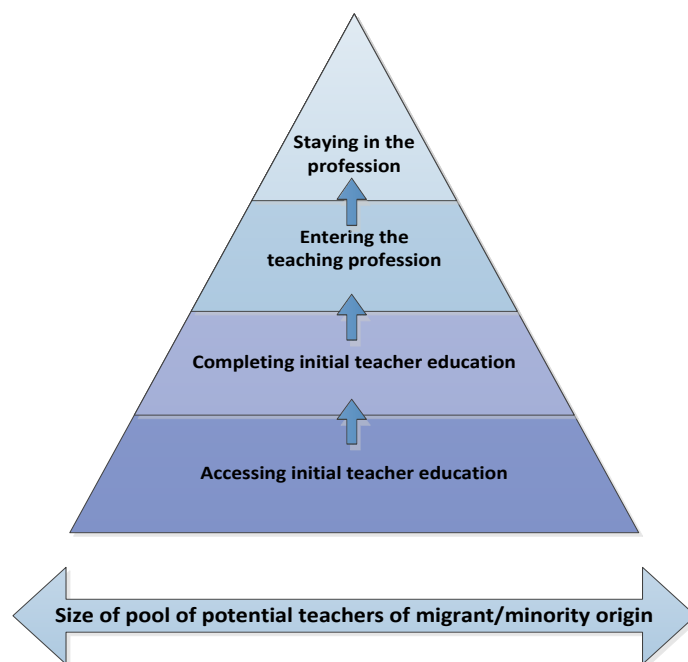 Staying in the
profession
Entering the
teaching profession
Completing initial teacher education
Accessing initial teacher education
Size of pool of potential teachers of migrant/minority origin